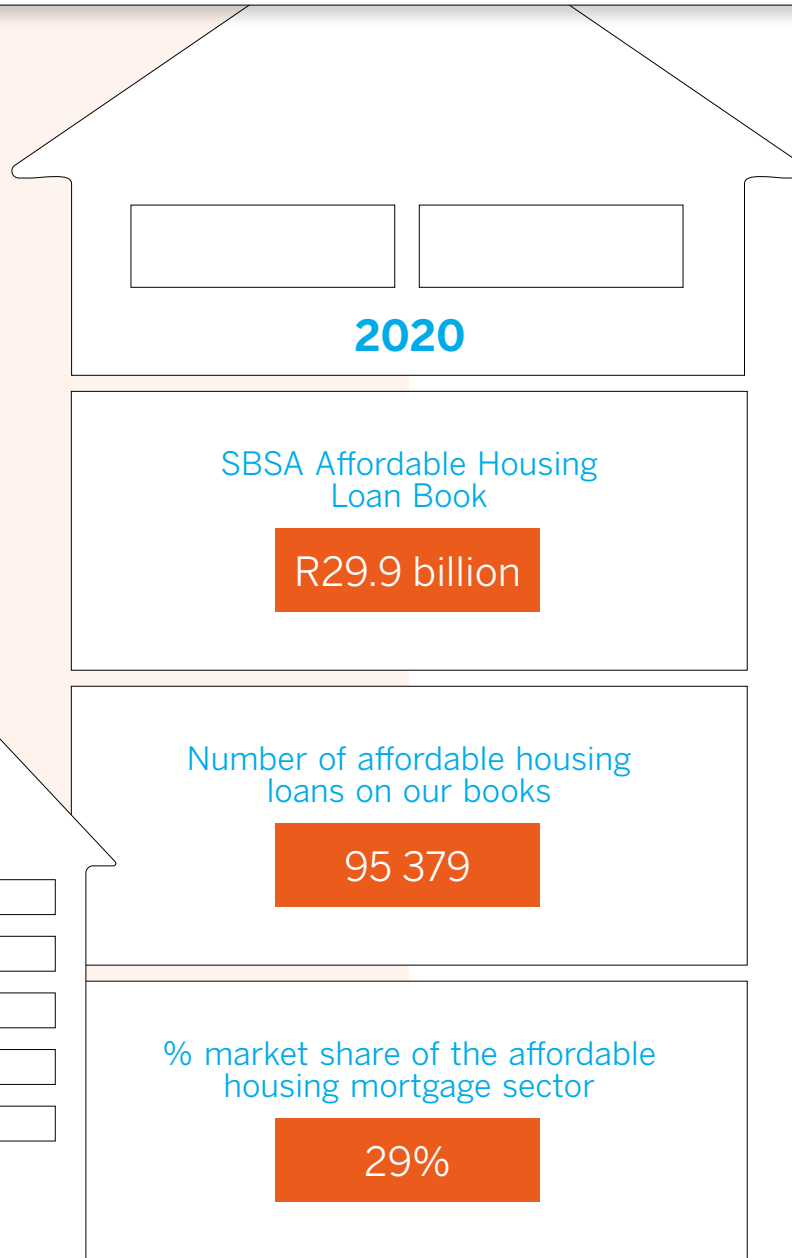 2020
SBSA Affordable Housing
Loan Book
R29.9 billion
Number of affordable housing
loans on our books
95 379
% market share of the affordable
housing mortgage sector
29%